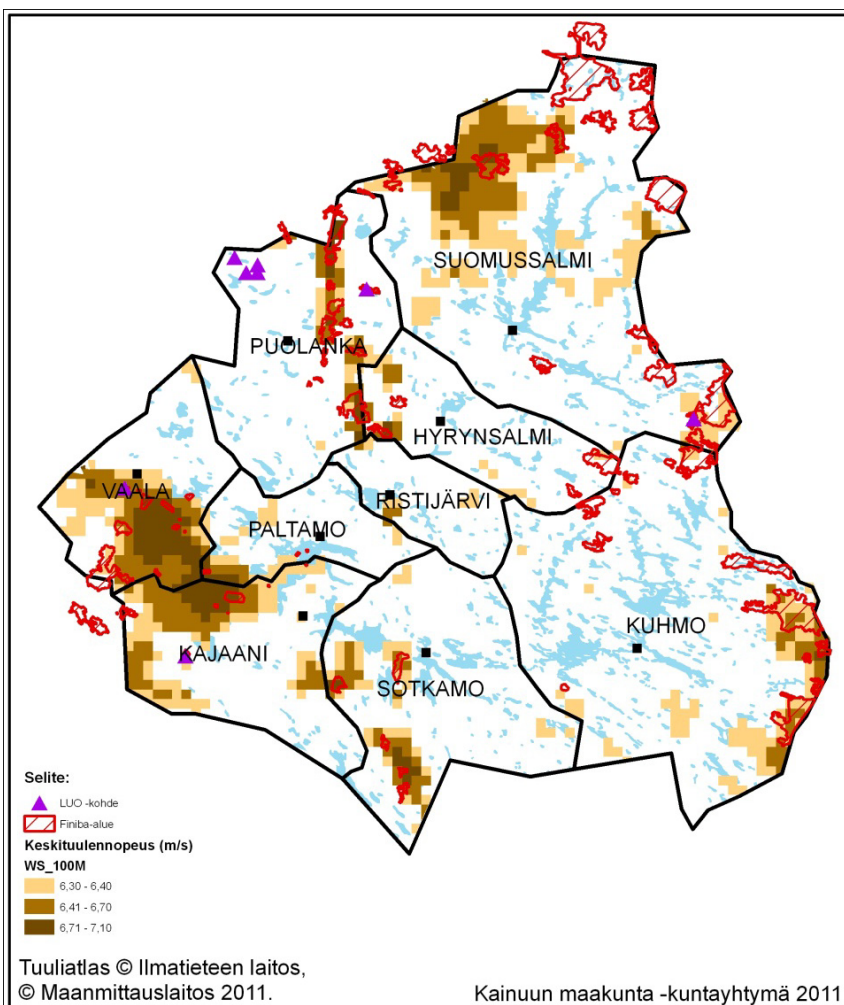 SUOMUSSALMI
PUOLANKA
HYRYNSALMI
VAALA
RISTIJÄRVI
PALTAMO
KUHMO
KAJAANI
SOTKAMO
Selite:
LUO -kohde
Finiba-alue
Keskituulennopeus (m/s)
WS_100M
6,30 - 6,40
6,41 - 6,70
6,71 - 7,10
Tuuliatlas © Ilmatieteen laitos,
© Maanmittauslaitos 2011.
Kainuun maakunta -kuntayhtymä 2011